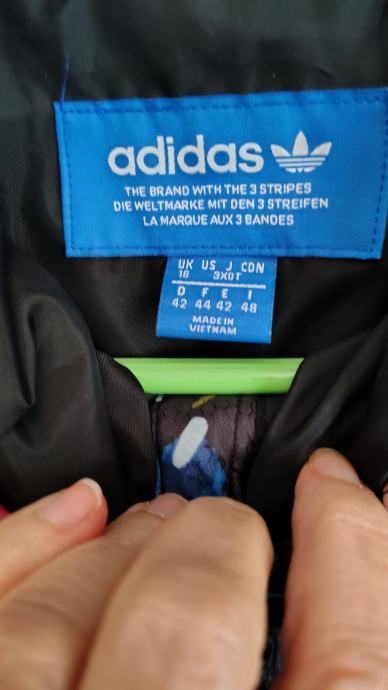 adidas
THE BRAND WITH THE 3 STRIPES
DIE WELTMARKE MIT DEN 3 STREIFEN
LA MARQUE AUX 3 BANDES
UK US J CDN
16 3XOT
D F E I
42 44 42 48
MADE IN
VIETNAM